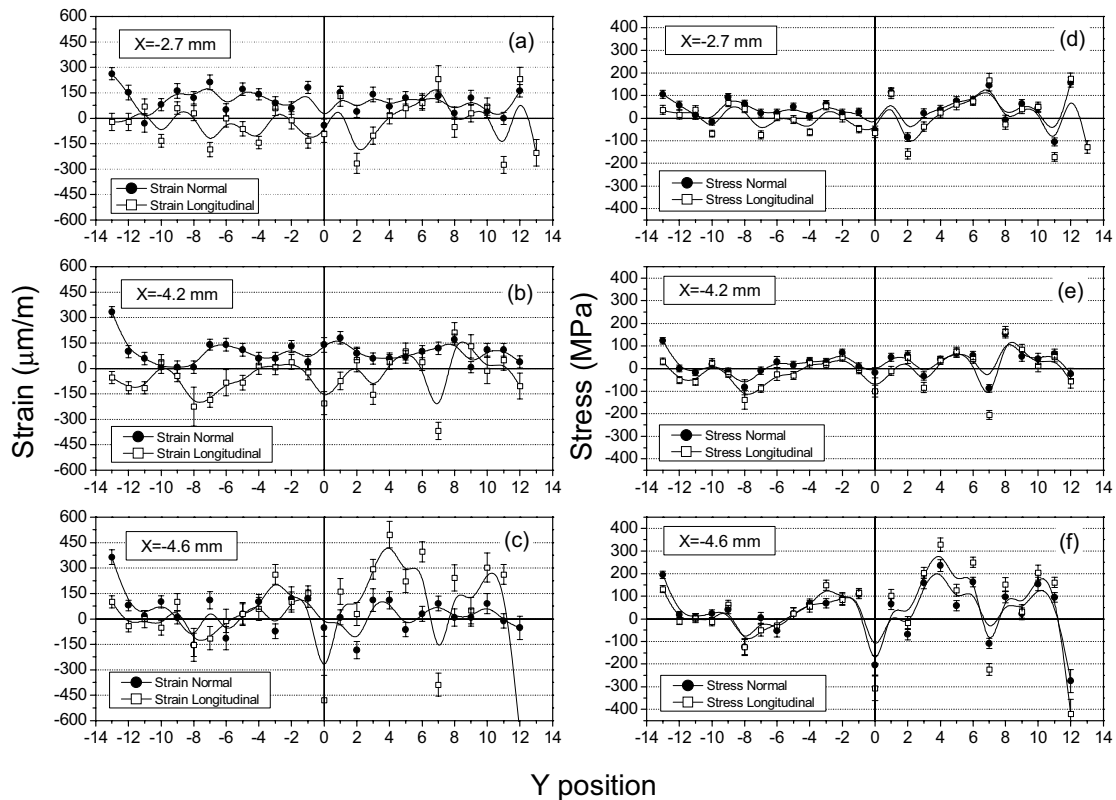 600
450
300
150
0
-150
-300
-450
-600
X=-2.7 mm
(a)
Strain Normal
Strain Longitudinal
-14 -12 -10 -8 -6 -4 -2 0 2 4 6 8 10 12 14
400
300
200
100
0
-100
-200
-300
-400
X=-2.7 mm
(d)
Stress Normal
Stress Longitudinal
-14 -12 -10 -8 -6 -4 -2 0 2 4 6 8 10 12 14
Strain (μm/m)
600
450
300
150
0
-150
-300
-450
-600
X=-4.2 mm
(b)
Strain Normal
Strain Longitudinal
-14 -12 -10 -8 -6 -4 -2 0 2 4 6 8 10 12 14
Stress (MPa)
400
300
200
100
0
-100
-200
-300
-400
X=-4.2 mm
(e)
Stress Normal
Stress Longitudinal
-14 -12 -10 -8 -6 -4 -2 0 2 4 6 8 10 12 14
600
450
300
150
0
-150
-300
-450
-600
X=-4.6 mm
(c)
Strain Normal
Strain Longitudinal
-14 -12 -10 -8 -6 -4 -2 0 2 4 6 8 10 12 14
400
300
200
100
0
-100
-200
-300
-400
X=-4.6 mm
(f)
Stress Normal
Stress Longitudinal
-14 -12 -10 -8 -6 -4 -2 0 2 4 6 8 10 12 14
Y position